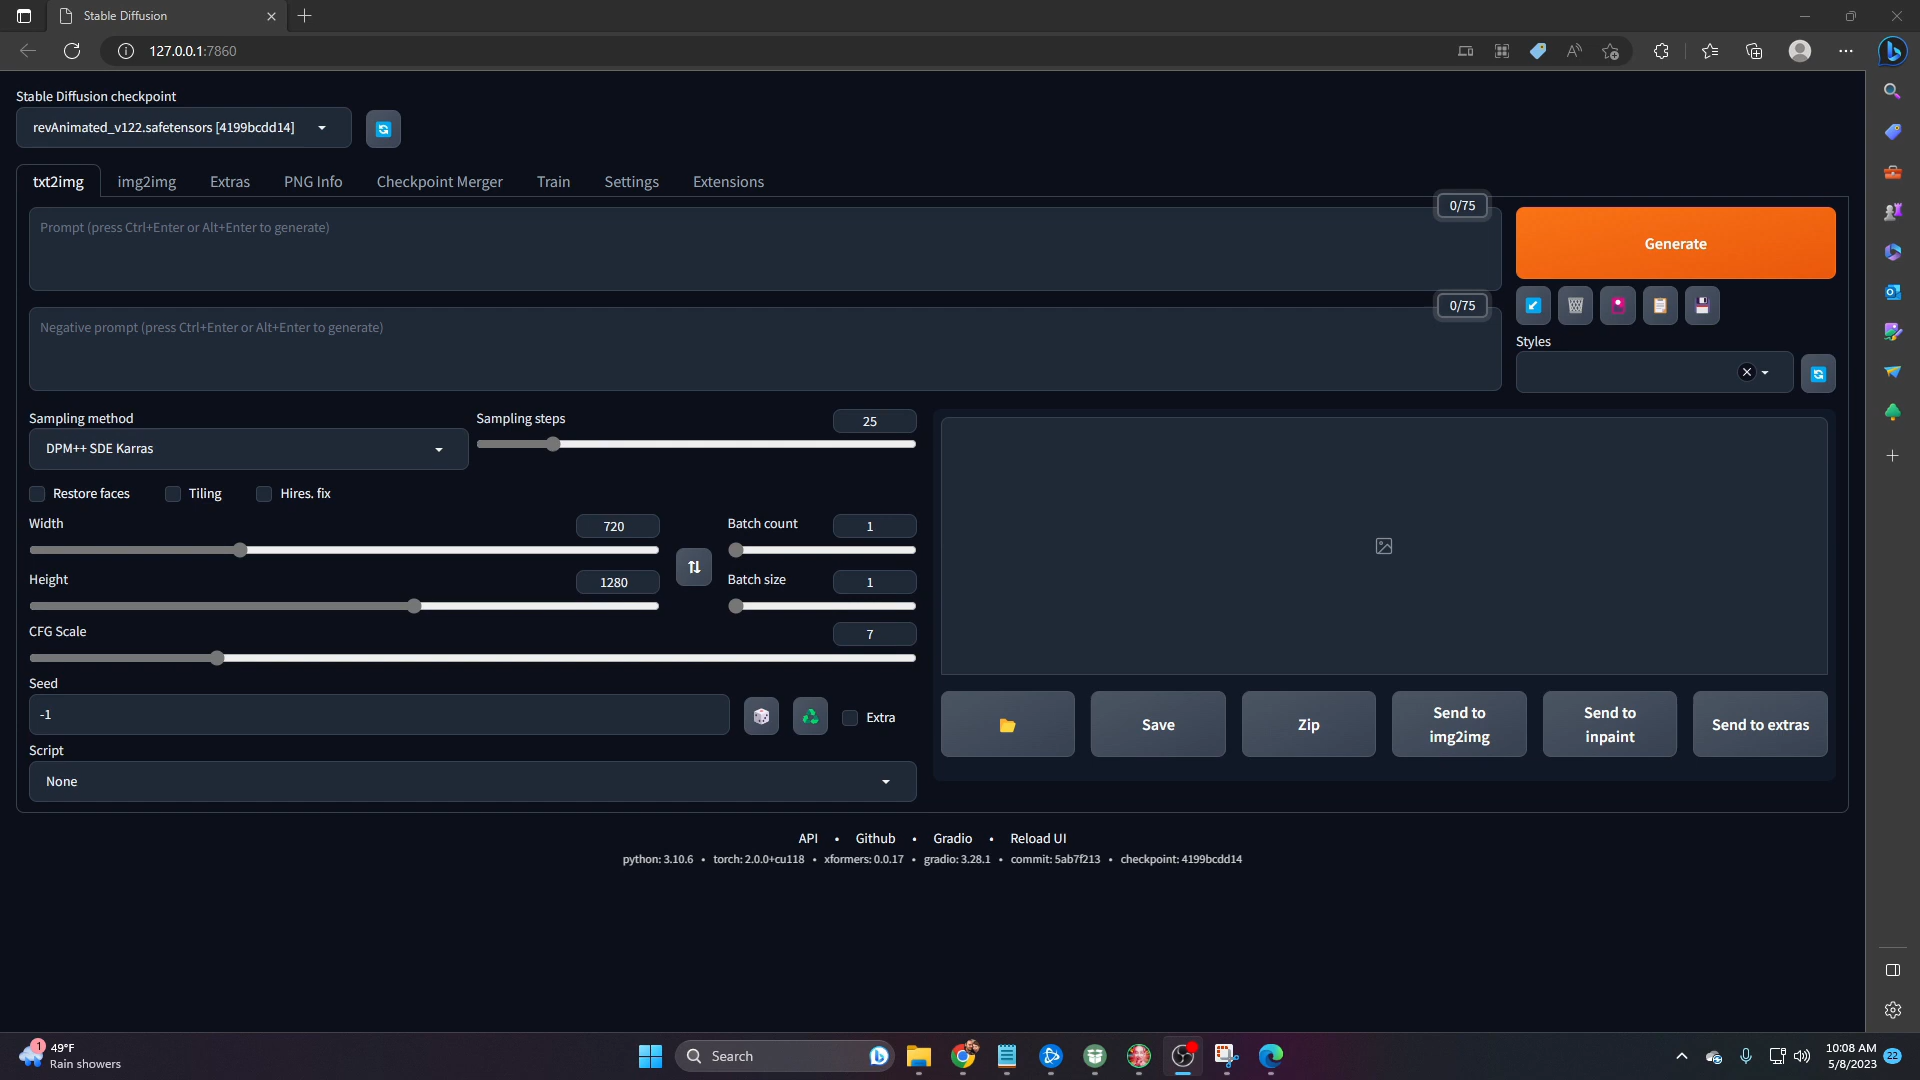 Stable Diffusion
127.0.0.1:7860
Stable Diffusion checkpoint
revAnimated_v122.safetensors [4199bcdd14]
txt2img img2img Extras PNG Info Checkpoint Merger Train Settings Extensions
0/75
Prompt (press Ctrl+Enter or Alt+Enter to generate)
Generate
0/75
Negative prompt (press Ctrl+Enter or Alt+Enter to generate)
Styles
Sampling method
DPM++ SDE Karras
Sampling steps
25
Restore faces Tiling Hires. fix
Width
720
Batch count
1
Height
1280
Batch size
1
CFG Scale
7
Seed
-1
Extra
Script
None
Save
Zip
Send to
img2img
Send to
inpaint
Send to extras
API • Github • Gradio • Reload UI
python: 3.10.6 • torch: 2.0.0+cu118 • xformers: 0.0.17 • gradio: 3.28.1 • commit: 5ab7f213 • checkpoint: 4199bcdd14
1
49°F
Rain showers
Search
10:08 AM
5/8/2023
22